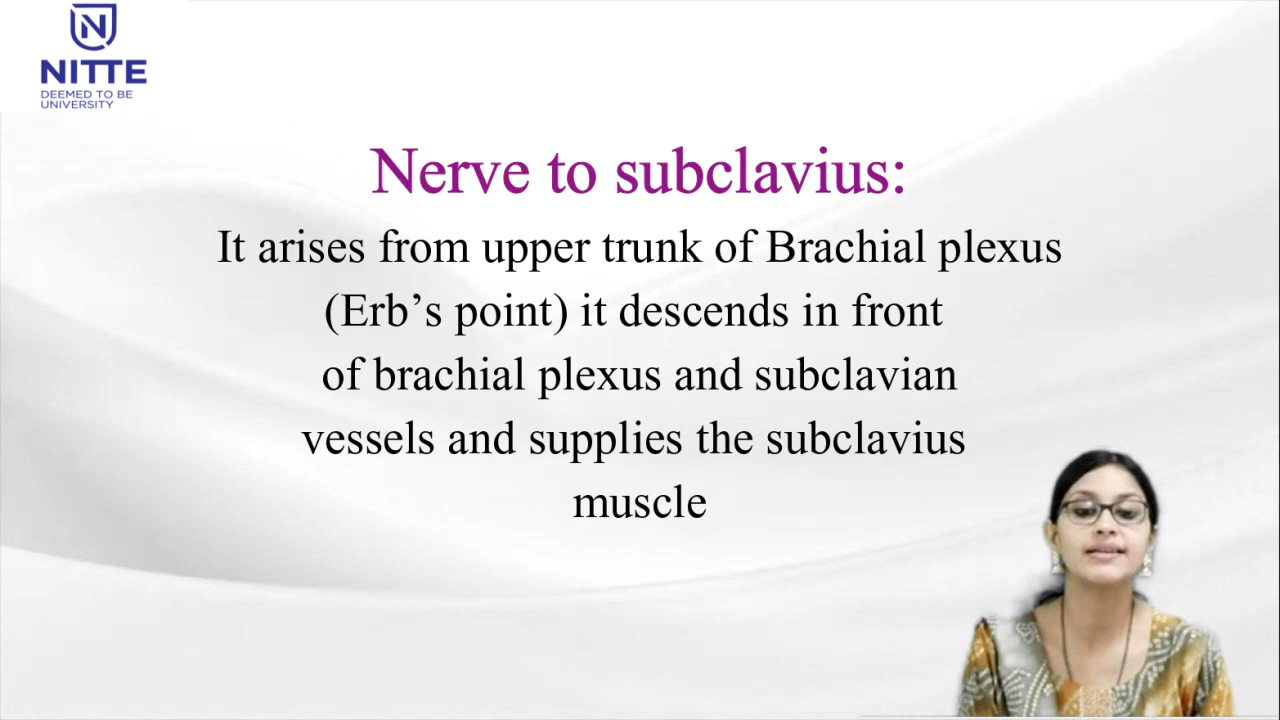 NITTE
DEEMED TO BE
UNIVERSITY
Nerve to subclavius:
It arises from upper trunk of Brachial plexus
(Erb’s point) it descends in front
of brachial plexus and subclavian
vessels and supplies the subclavius
muscle